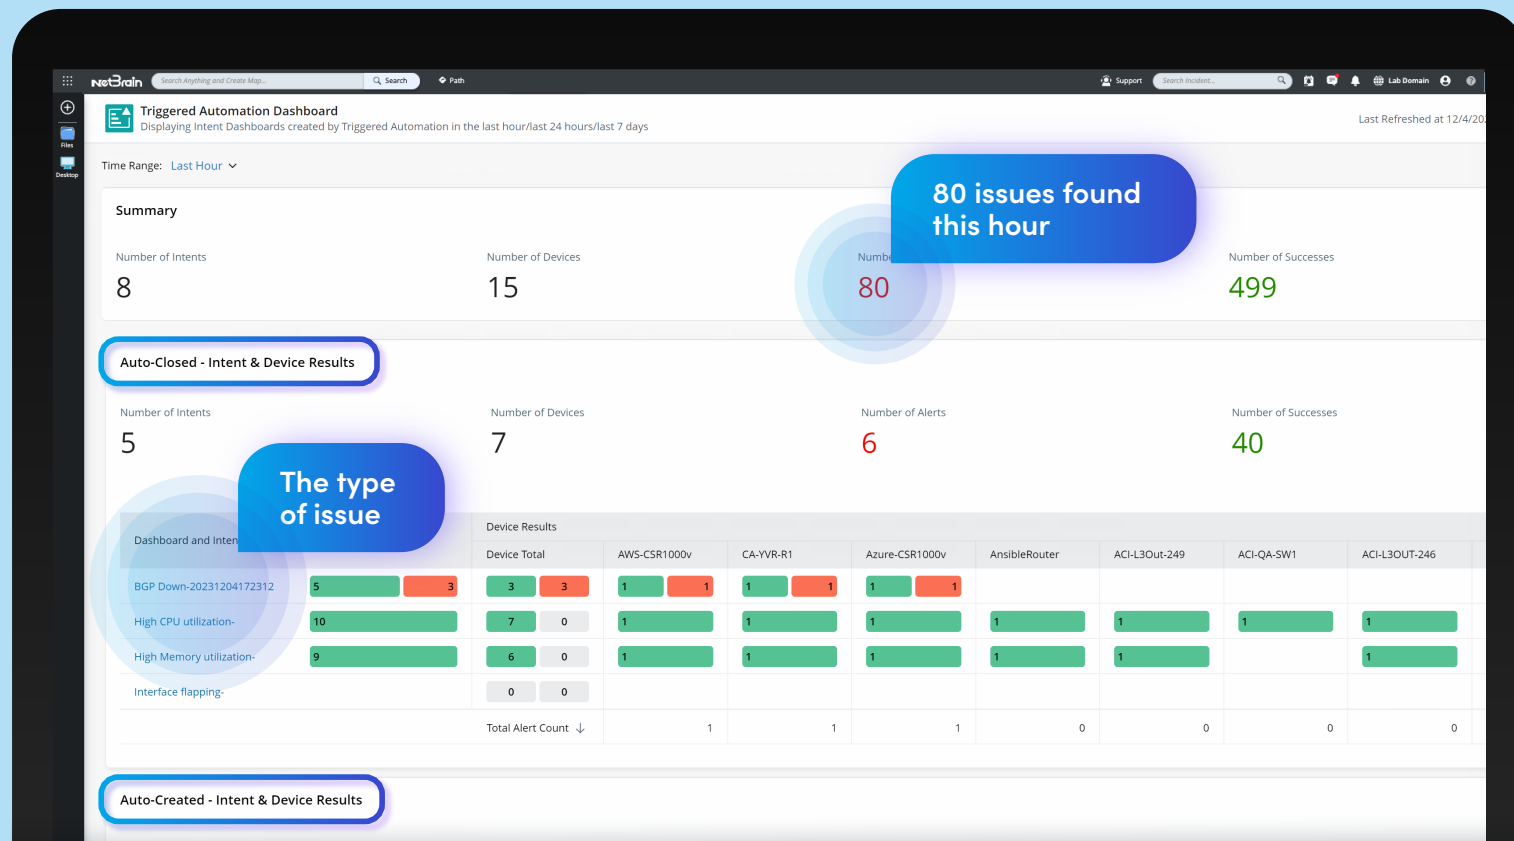 NetBrain
Search Anything and Create Map...
Search
Path
Support
Search Incident...
Lab Domain
Files
Desktop
Triggered Automation Dashboard
Displaying Intent Dashboards created by Triggered Automation in the last hour/last 24 hours/last 7 days
Last Refreshed at 12/4/20
Time Range: Last Hour
80 issues found
this hour
Summary
Number of Intents
8
Number of Devices
15
80
Number of Successes
499
Auto-Closed - Intent & Device Results
Number of Intents
5
Number of Devices
7
Number of Alerts
6
Number of Successes
40
The type
of issue
Dashboard and Inten
Device Results
Device Total
AWS-CSR1000v
CA-YVR-R1
Azure-CSR1000v
AnsibleRouter
ACI-L3Out-249
ACI-QA-SW1
ACI-L3OUT-246
BGP Down-20231204172312 5 3 3 3 1 1 1 1 1 1
High CPU utilization- 10 7 0 1 1 1 1 1 1 1
High Memory utilization- 9 6 0 1 1 1 1 1 1
Interface flapping- 0 0
Total Alert Count ↓ 1 1 1 0 0 0 0
Auto-Created - Intent & Device Results